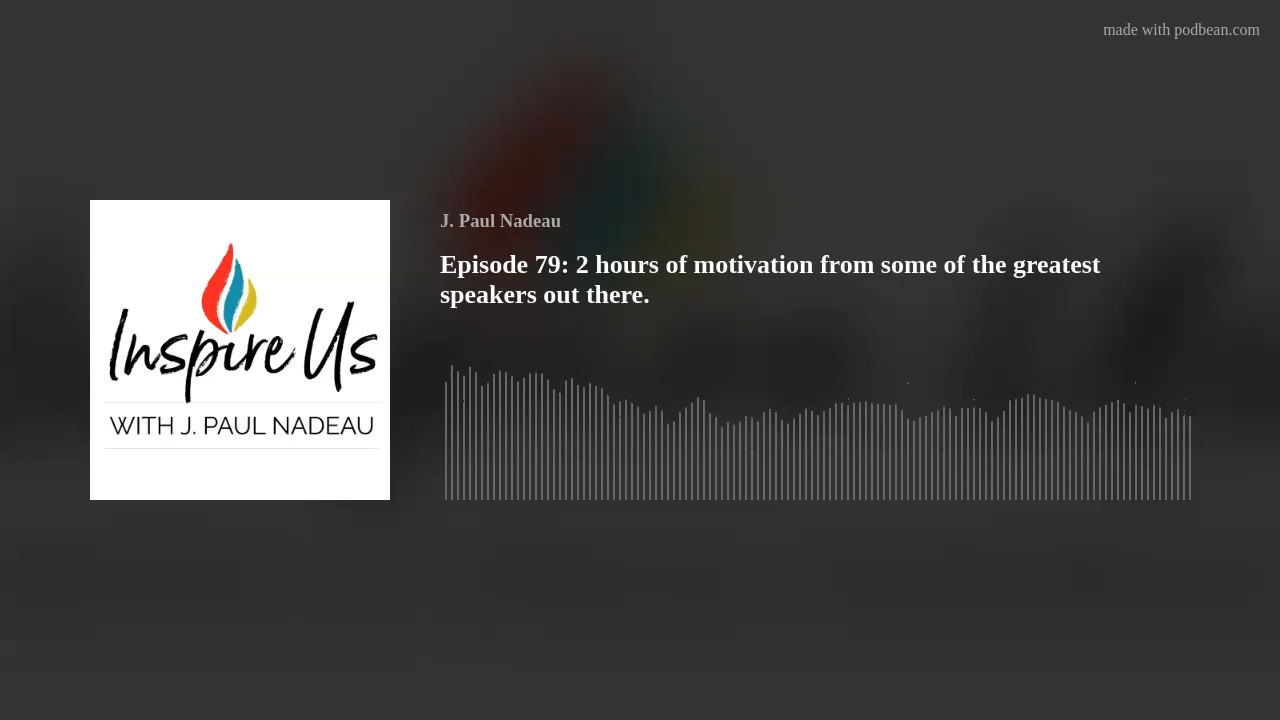 made with podbean.com
J. Paul Nadeau
Episode 79: 2 hours of motivation from some of the greatest
speakers out there.
Inspire Us
WITH J. PAUL NADEAU